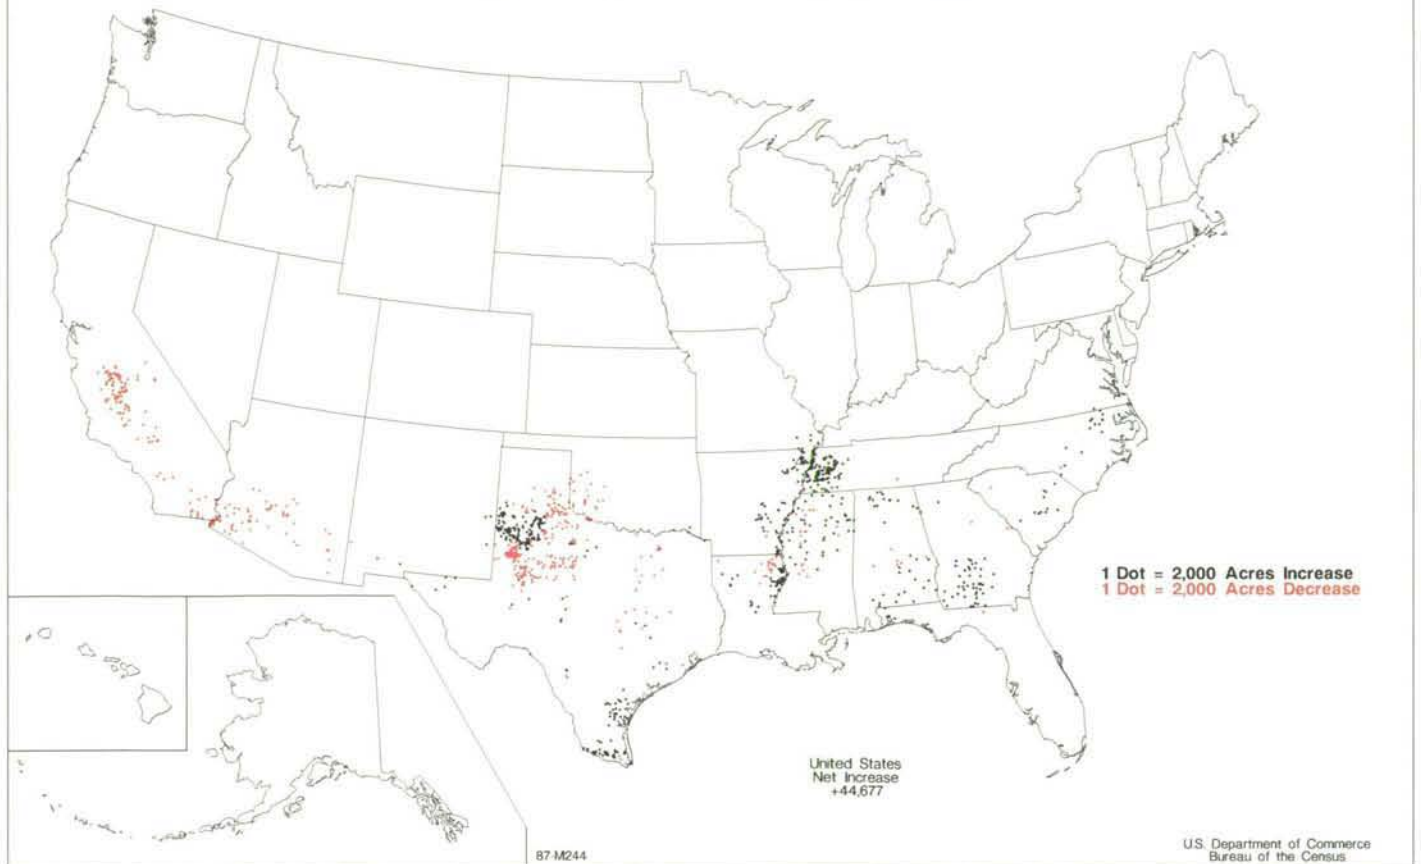 1 Dot = 2,000 Acres Increase
1 Dot = 2,000 Acres Decrease
United States
Net Increase
+44,677
87-M244
U.S. Department of Commerce
Bureau of the Census